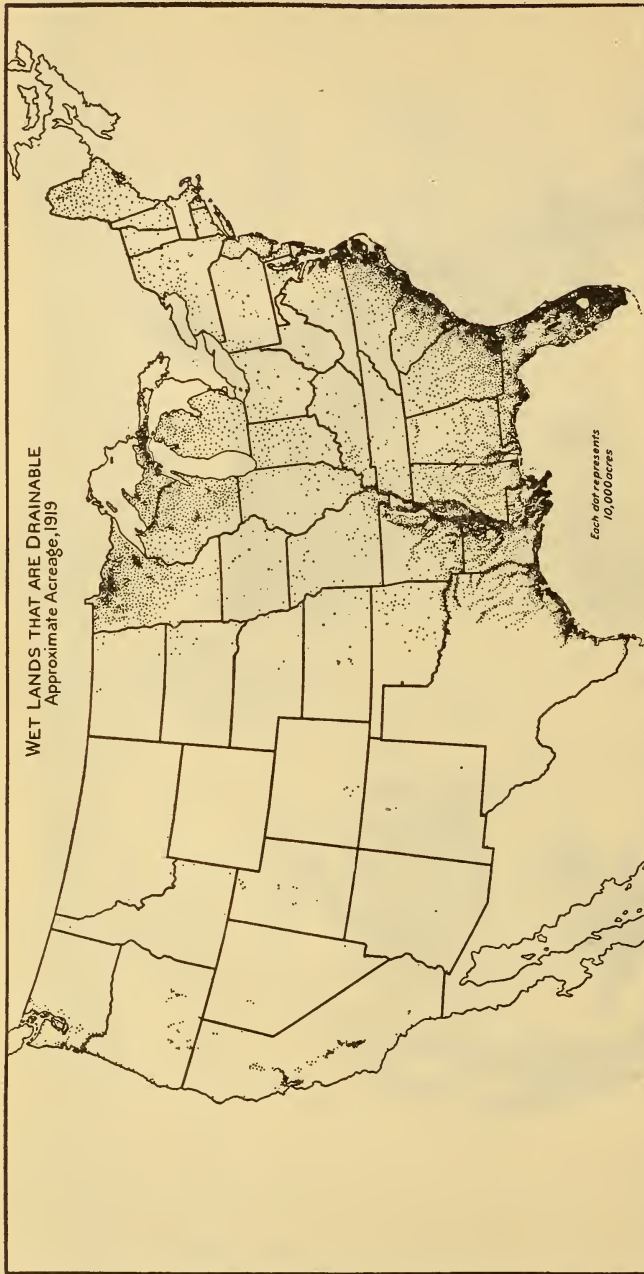 WET LANDS THAT ARE DRAINABLE
Approximate Acreage, 1919
Each dot represents
10,000 acres